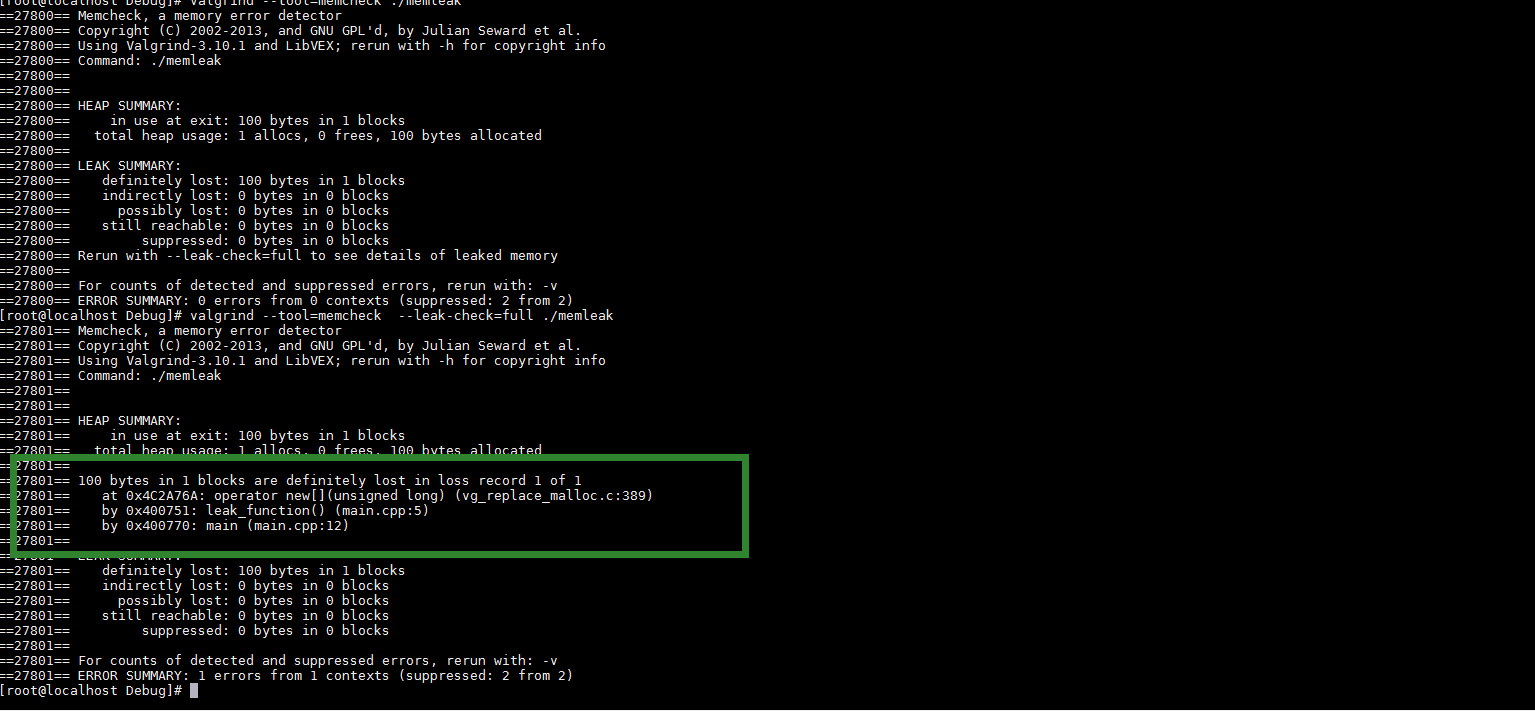 [root@localhost Debug]# valgrind --tool=memcheck ./memleak
==27800== Memcheck, a memory error detector
==27800== Copyright (C) 2002-2013, and GNU GPL'd, by Julian Seward et al.
==27800== Using Valgrind-3.10.1 and LibVEX; rerun with -h for copyright info
==27800== Command: ./memleak
==27800==
==27800==
==27800== HEAP SUMMARY:
==27800==     in use at exit: 100 bytes in 1 blocks
==27800==   total heap usage: 1 allocs, 0 frees, 100 bytes allocated
==27800==
==27800== LEAK SUMMARY:
==27800==    definitely lost: 100 bytes in 1 blocks
==27800==    indirectly lost: 0 bytes in 0 blocks
==27800==      possibly lost: 0 bytes in 0 blocks
==27800==    still reachable: 0 bytes in 0 blocks
==27800==         suppressed: 0 bytes in 0 blocks
==27800== Rerun with --leak-check=full to see details of leaked memory
==27800==
==27800== For counts of detected and suppressed errors, rerun with: -v
==27800== ERROR SUMMARY: 0 errors from 0 contexts (suppressed: 2 from 2)
[root@localhost Debug]# valgrind --tool=memcheck  --leak-check=full ./memleak
==27801== Memcheck, a memory error detector
==27801== Copyright (C) 2002-2013, and GNU GPL'd, by Julian Seward et al.
==27801== Using Valgrind-3.10.1 and LibVEX; rerun with -h for copyright info
==27801== Command: ./memleak
==27801==
==27801==
==27801== HEAP SUMMARY:
==27801==     in use at exit: 100 bytes in 1 blocks
==27801==   total heap usage: 1 allocs, 0 frees, 100 bytes allocated
==27801==
==27801== 100 bytes in 1 blocks are definitely lost in loss record 1 of 1
==27801==    at 0x4C2A76A: operator new[](unsigned long) (vg_replace_malloc.c:389)
==27801==    by 0x400751: leak_function() (main.cpp:5)
==27801==    by 0x400770: main (main.cpp:12)
==27801==
==27801== LEAK SUMMARY:
==27801==    definitely lost: 100 bytes in 1 blocks
==27801==    indirectly lost: 0 bytes in 0 blocks
==27801==      possibly lost: 0 bytes in 0 blocks
==27801==    still reachable: 0 bytes in 0 blocks
==27801==         suppressed: 0 bytes in 0 blocks
==27801==
==27801== For counts of detected and suppressed errors, rerun with: -v
==27801== ERROR SUMMARY: 1 errors from 1 contexts (suppressed: 2 from 2)
[root@localhost Debug]#